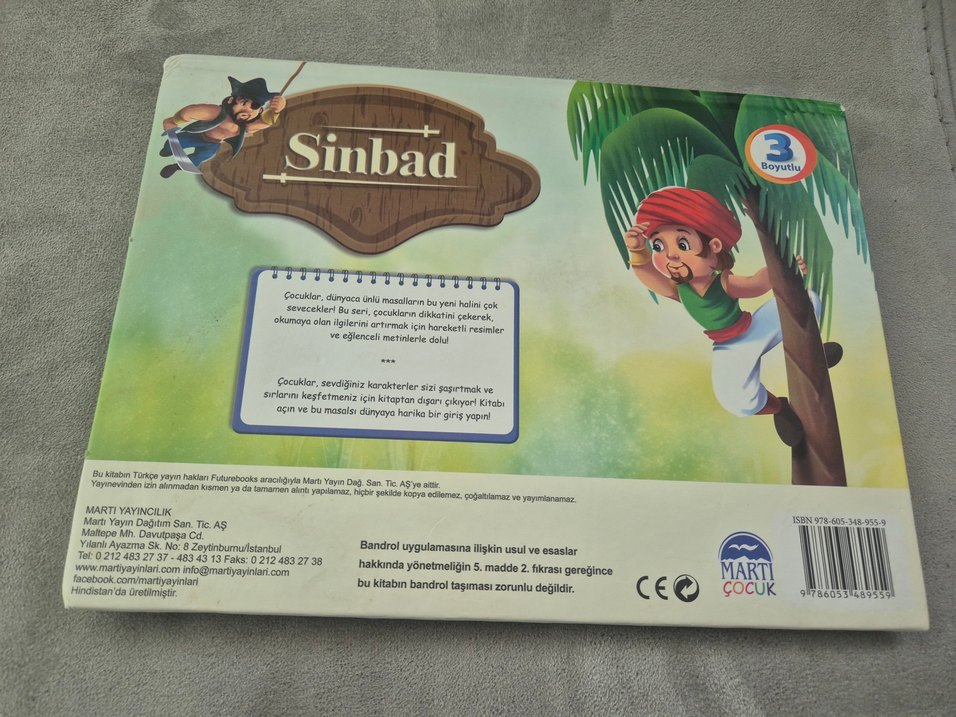 Sinbad
3
Boyutlu
Çocuklar, dünyaca ünlü masalların bu yeni halini çok
sevecekler! Bu seri, çocukların dikkatini çekerek,
okumaya olan ilgilerini artırmak için hareketli resimler
ve eğlenceli metinlerle dolu!
***
Çocuklar, sevdiğiniz karakterler sizi şaşırtmak ve
sırlarını keşfetmeniz için kitaptan dışarı çıkıyor! Kitabı
açın ve bu masalsı dünyaya harika bir giriş yapın!
Bu kitabın Türkçe yayın hakları Futurebooks aracılığıyla Martı Yayın Dağ. San. Tic. AŞ'ye aittir.
Yayınevinden izin alınmadan kısmen ya da tamamen alıntı yapılamaz, hiçbir şekilde kopya edilemez, çoğaltılamaz ve yayımlanamaz.
MARTI YAYINCILIK
Martı Yayın Dağıtım San. Tic. AŞ
Maltepe Mh. Davutpaşa Cd.
Yılanlı Ayazma Sk. No: 8 Zeytinburnu/İstanbul
Tel: 0 212 483 27 37 - 483 43 13 Faks: 0 212 483 27 38
www.martiyayinlari.com info@martiyayinlari.com
facebook.com/martiyayinlari
Hindistan'da üretilmiştir.
Bandrol uygulamasına ilişkin usul ve esaslar
hakkında yönetmeliğin 5. madde 2. fıkrası gereğince
bu kitabın bandrol taşıması zorunlu değildir.
CE
MARTI
ÇOCUK
ISBN 978-605-348-955-9
9 786053 489559